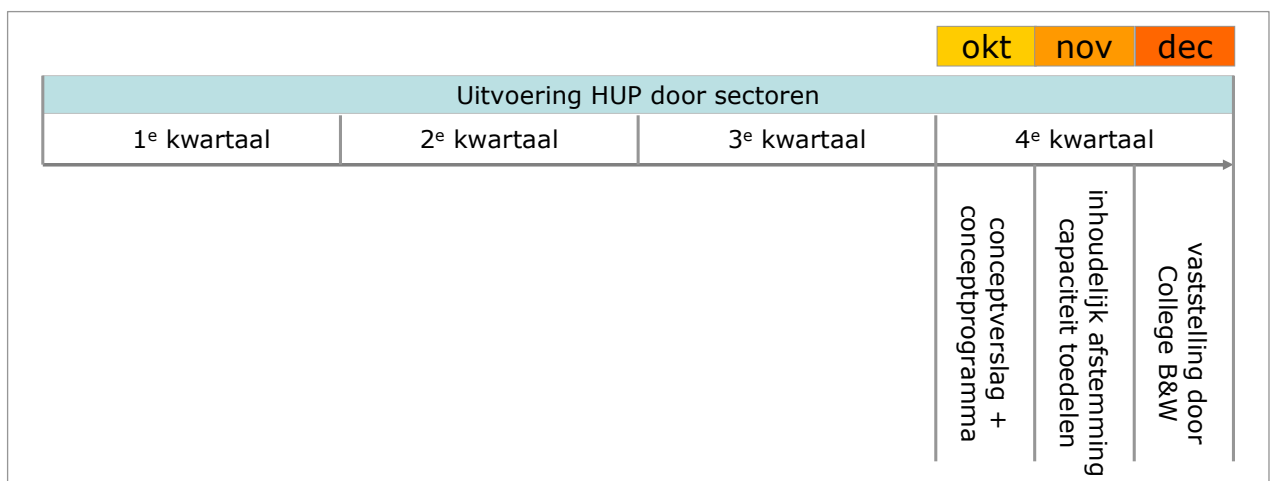 okt nov dec
Uitvoering HUP door sectoren
1e kwartaal 2e kwartaal 3e kwartaal 4e kwartaal
conceptverslag +
conceptprogramma
inhoudelijk afstemming
capaciteit toedelen
vaststelling door
College B&W